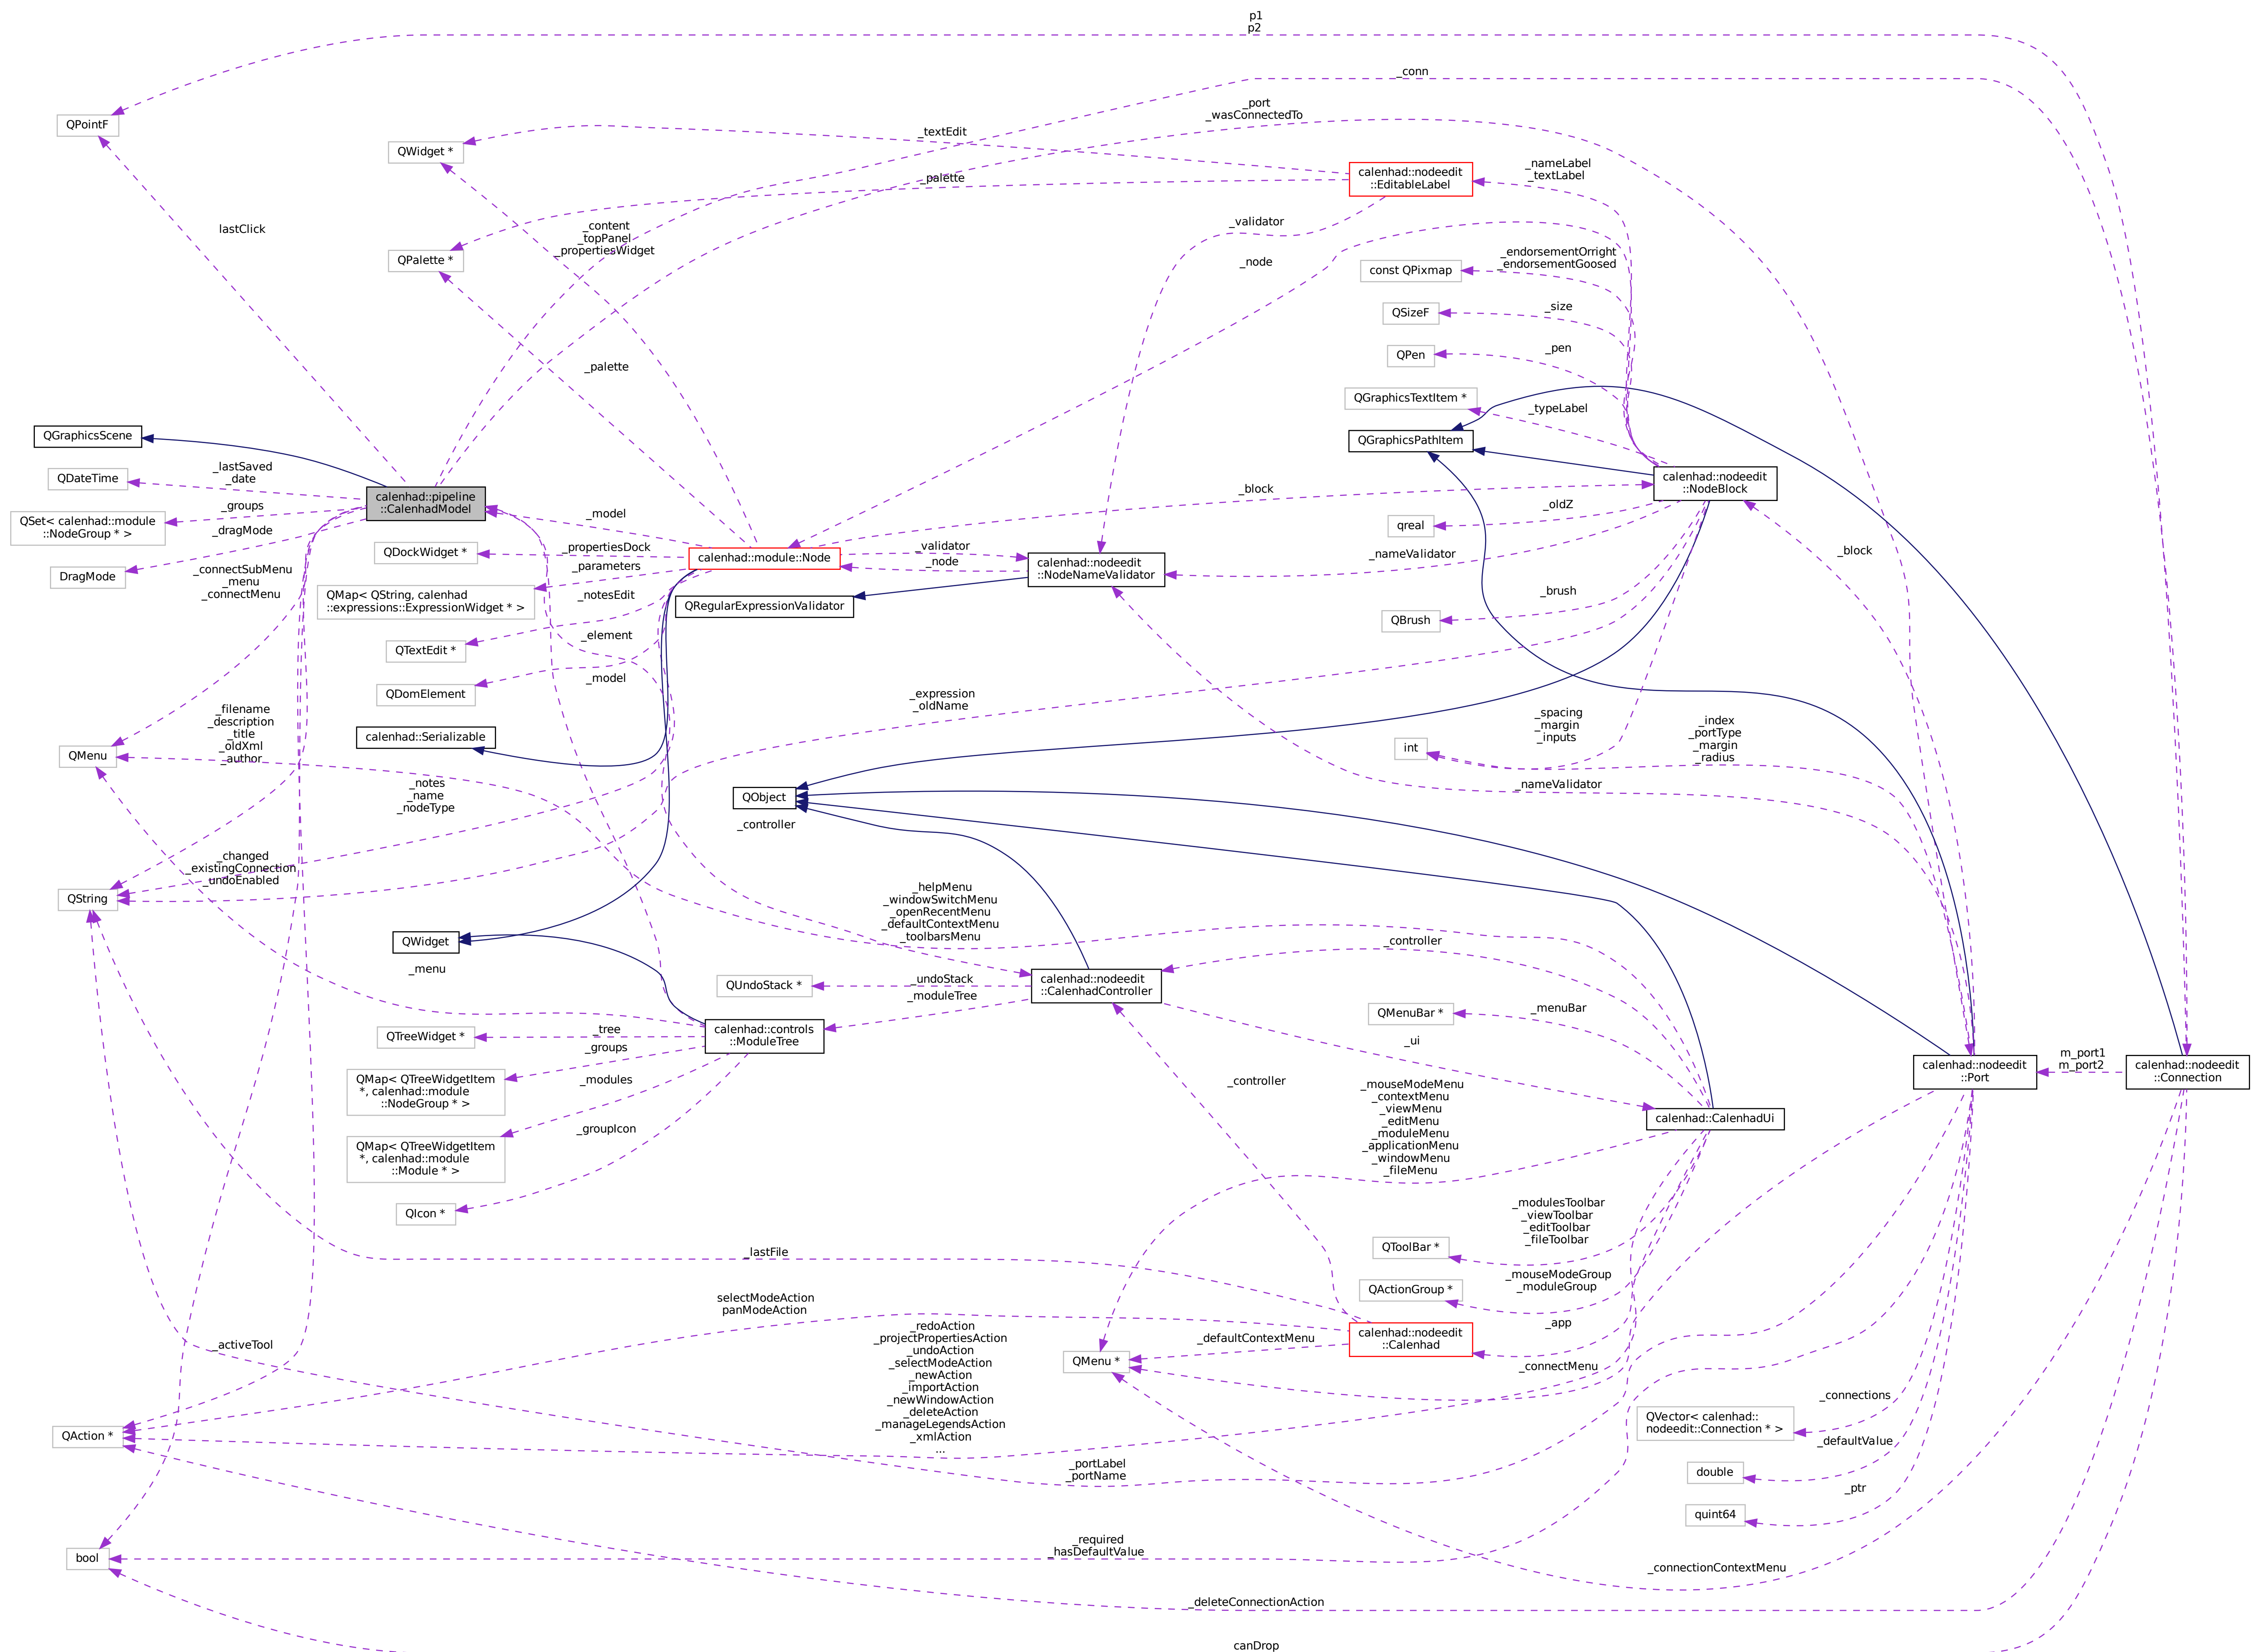 p1
p2
_conn
_port
_wasConnectedTo
QPointF
_textEdit
QWidget *
calenhad::nodeedit
::EditableLabel
_nameLabel
_textLabel
_palette
lastClick
_content
_topPanel
_propertiesWidget
_validator
QPalette *
_node
const QPixmap
_endorsementOrright
_endorsementGoosed
QSizeF
_size
QPen
_pen
_palette
QGraphicsTextItem *
_typeLabel
QGraphicsScene
QGraphicsPathItem
QDateTime
_lastSaved
_date
calenhad::pipeline
::CalenhadModel
calenhad::nodeedit
::NodeBlock
_block
QSet< calenhad::module
::NodeGroup * >
_groups
_dragMode
_model
qreal
_oldZ
QDockWidget *
_propertiesDock
calenhad::module::Node
_validator
_node
calenhad::nodeedit
::NodeNameValidator
_nameValidator
_block
DragMode
_connectSubMenu
_menu
_connectMenu
_parameters
QMap< QString, calenhad
::expressions::ExpressionWidget * >
_notesEdit
QRegularExpressionValidator
QBrush
_brush
QTextEdit *
_element
QDomElement
_model
_expression
_oldName
_filename
_description
_title
_oldXml
_author
calenhad::Serializable
_spacing
_margin
_inputs
int
_index
_portType
_margin
_radius
QMenu
_notes
_name
_nodeType
QObject
_nameValidator
_controller
_changed
_existingConnection
_undoEnabled
QString
_helpMenu
_windowSwitchMenu
_openRecentMenu
_defaultContextMenu
_toolbarsMenu
QWidget
_controller
_menu
QUndoStack *
_undoStack
calenhad::nodeedit
::CalenhadController
_moduleTree
QMenuBar *
_menuBar
QTreeWidget *
_tree
calenhad::controls
::ModuleTree
_ui
_groups
QMap< QTreeWidgetItem
*, calenhad::module
::NodeGroup * >
_modules
_controller
_mouseModeMenu
_contextMenu
_viewMenu
_editMenu
_moduleMenu
_applicationMenu
_windowMenu
_fileMenu
calenhad::nodeedit
::Port
m_port1
m_port2
calenhad::nodeedit
::Connection
calenhad::CalenhadUi
_groupIcon
QMap< QTreeWidgetItem
*, calenhad::module
::Module * >
QIcon *
_modulesToolbar
_viewToolbar
_editToolbar
_fileToolbar
QToolBar *
_lastFile
_mouseModeGroup
_moduleGroup
QActionGroup *
selectModeAction
panModeAction
_app
calenhad::nodeedit
::Calenhad
_defaultContextMenu
QMenu *
_activeTool
_redoAction
_projectPropertiesAction
_undoAction
_selectModeAction
_newAction
_importAction
_newWindowAction
_deleteAction
_manageLegendsAction
_xmlAction
...
_connectMenu
_connections
QVector< calenhad::
nodeedit::Connection * >
QAction *
_defaultValue
double
_portLabel
_portName
_ptr
quint64
bool
_required
_hasDefaultValue
_connectionContextMenu
_deleteConnectionAction
canDrop